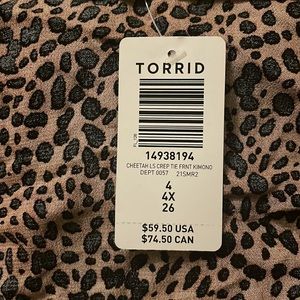 TORRID
14938194
CHEETAH LS CREP TIE FRNT KIMONO
DEPT 0057 21SMR2
4
4X
26
$59.50 USA
$74.50 CAN